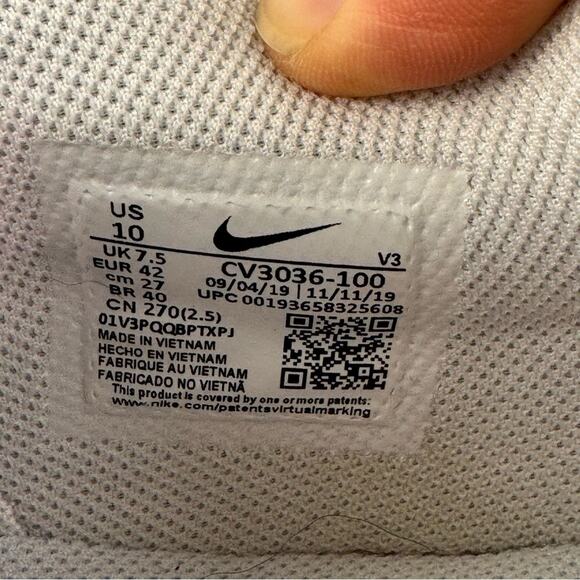 US
10
V3
UK 7.5
CV3036-100
EUR 42
09/04/19 | 11/11/19
cm 27
UPC 00193658325608
BR 40
CN 270(2.5)
01V3PQQBPTXPJ
MADE IN VIETNAM
HECHO EN VIETNAM
FABRIQUE AU VIETNAM
FABRICADO NO VIETNÃ
This product is covered by one or more patents:
www.nike.com/patentsvirtualmarking